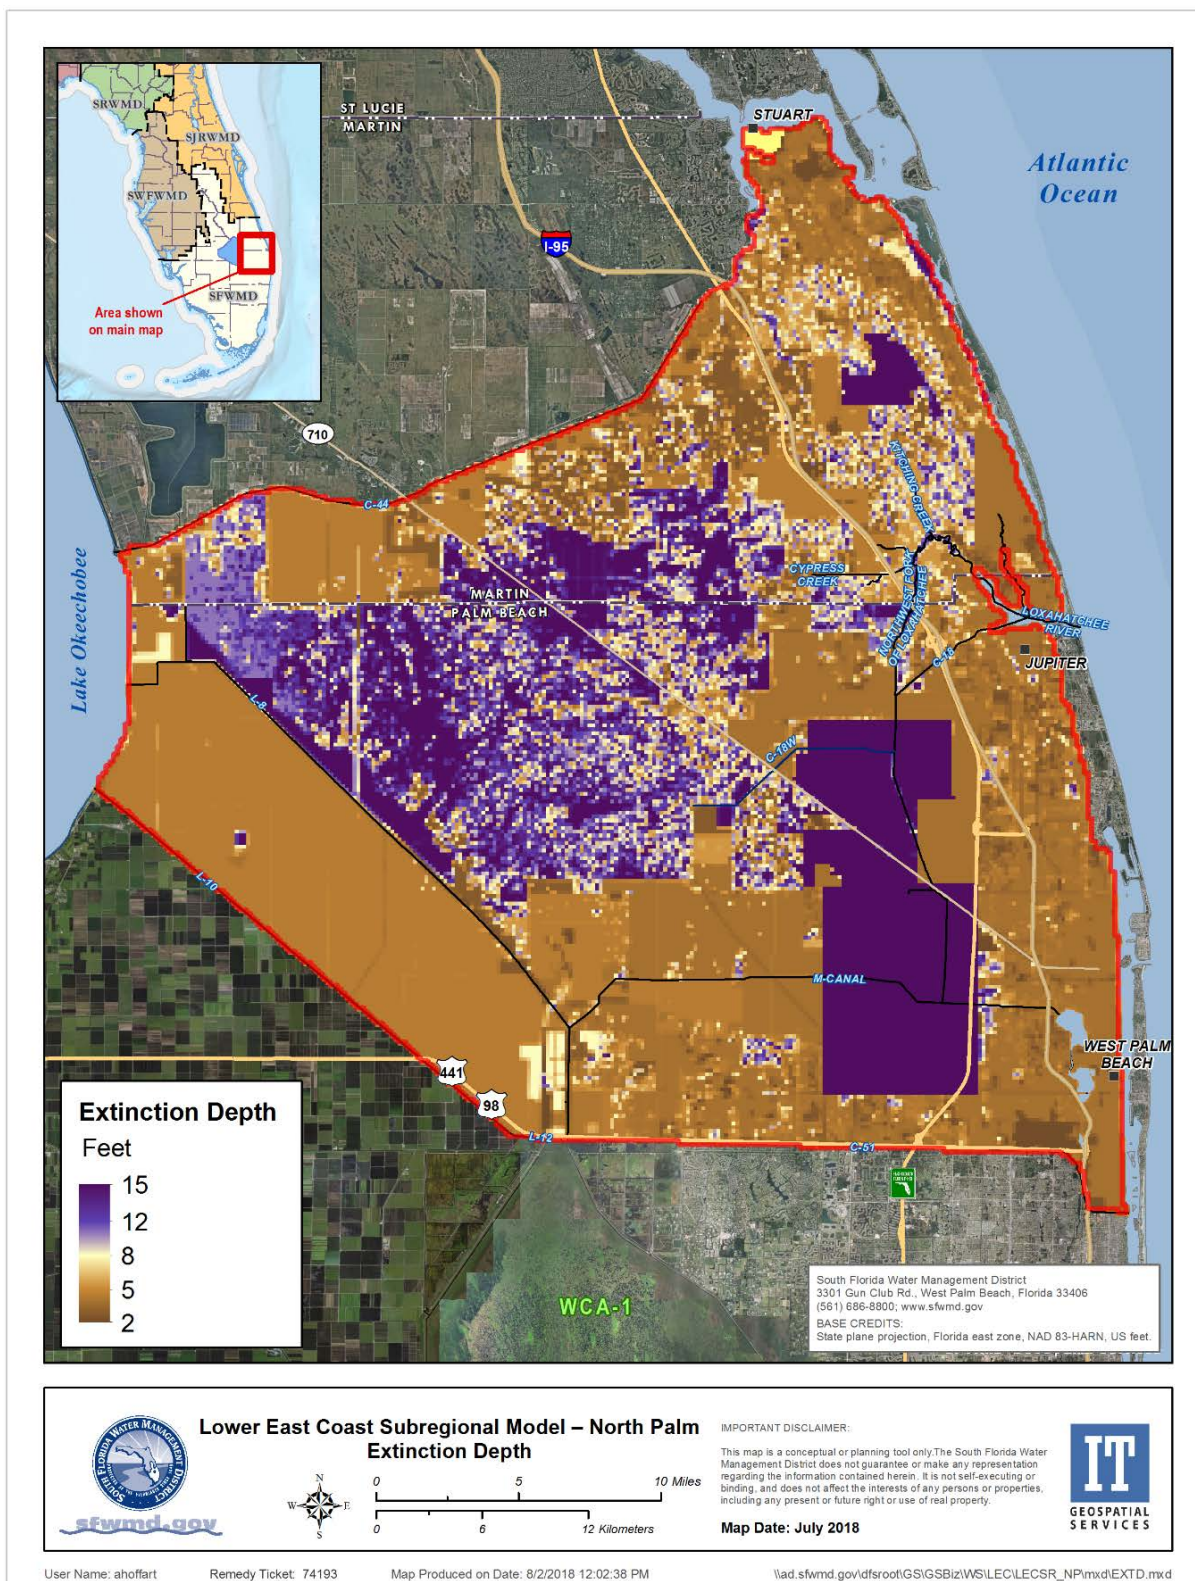 SRWMD
SJRWMD
SWFWMD
SFWMD
Area shown
on main map
ST LUCIE
MARTIN
STUART
Atlantic
Ocean
I-95
710
C-44
KITCHING CREEK
CYPRESS
CREEK
NORTHWEST FORK
OF LOXAHATCHEE
MARTIN
PALM BEACH
LOXAHATCHEE
RIVER
C-18
JUPITER
Lake Okeechobee
L-8
C-18W
L-10
M-CANAL
WEST PALM
BEACH
441
98
L-12
C-51
WCA-1
Extinction Depth
Feet
15
12
8
5
2
South Florida Water Management District
3301 Gun Club Rd., West Palm Beach, Florida 33406
(561) 686-8800; www.sfwmd.gov
BASE CREDITS:
State plane projection, Florida east zone, NAD 83-HARN, US feet.
SOUTH FLORIDA WATER MANAGEMENT DISTRICT
sfwmd.gov
Lower East Coast Subregional Model – North Palm
Extinction Depth
N
W E
S
0 5 10 Miles
0 6 12 Kilometers
IMPORTANT DISCLAIMER:
This map is a conceptual or planning tool only.The South Florida Water
Management District does not guarantee or make any representation
regarding the information contained herein. It is not self-executing or
binding, and does not affect the interests of any persons or properties,
including any present or future right or use of real property.
Map Date: July 2018
IT
GEOSPATIAL
SERVICES
User Name: ahoffart Remedy Ticket: 74193 Map Produced on Date: 8/2/2018 12:02:38 PM \\ad.sfwmd.gov\dfsroot\GS\GSBiz\WS\LEC\LECSR_NP\mxd\EXTD.mxd